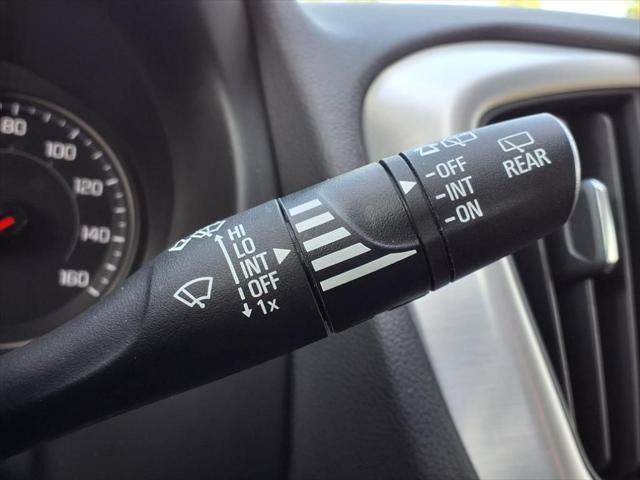 80
100
120
140
160
HI
LO
INT
OFF
1x
-OFF
-INT
-ON
REAR